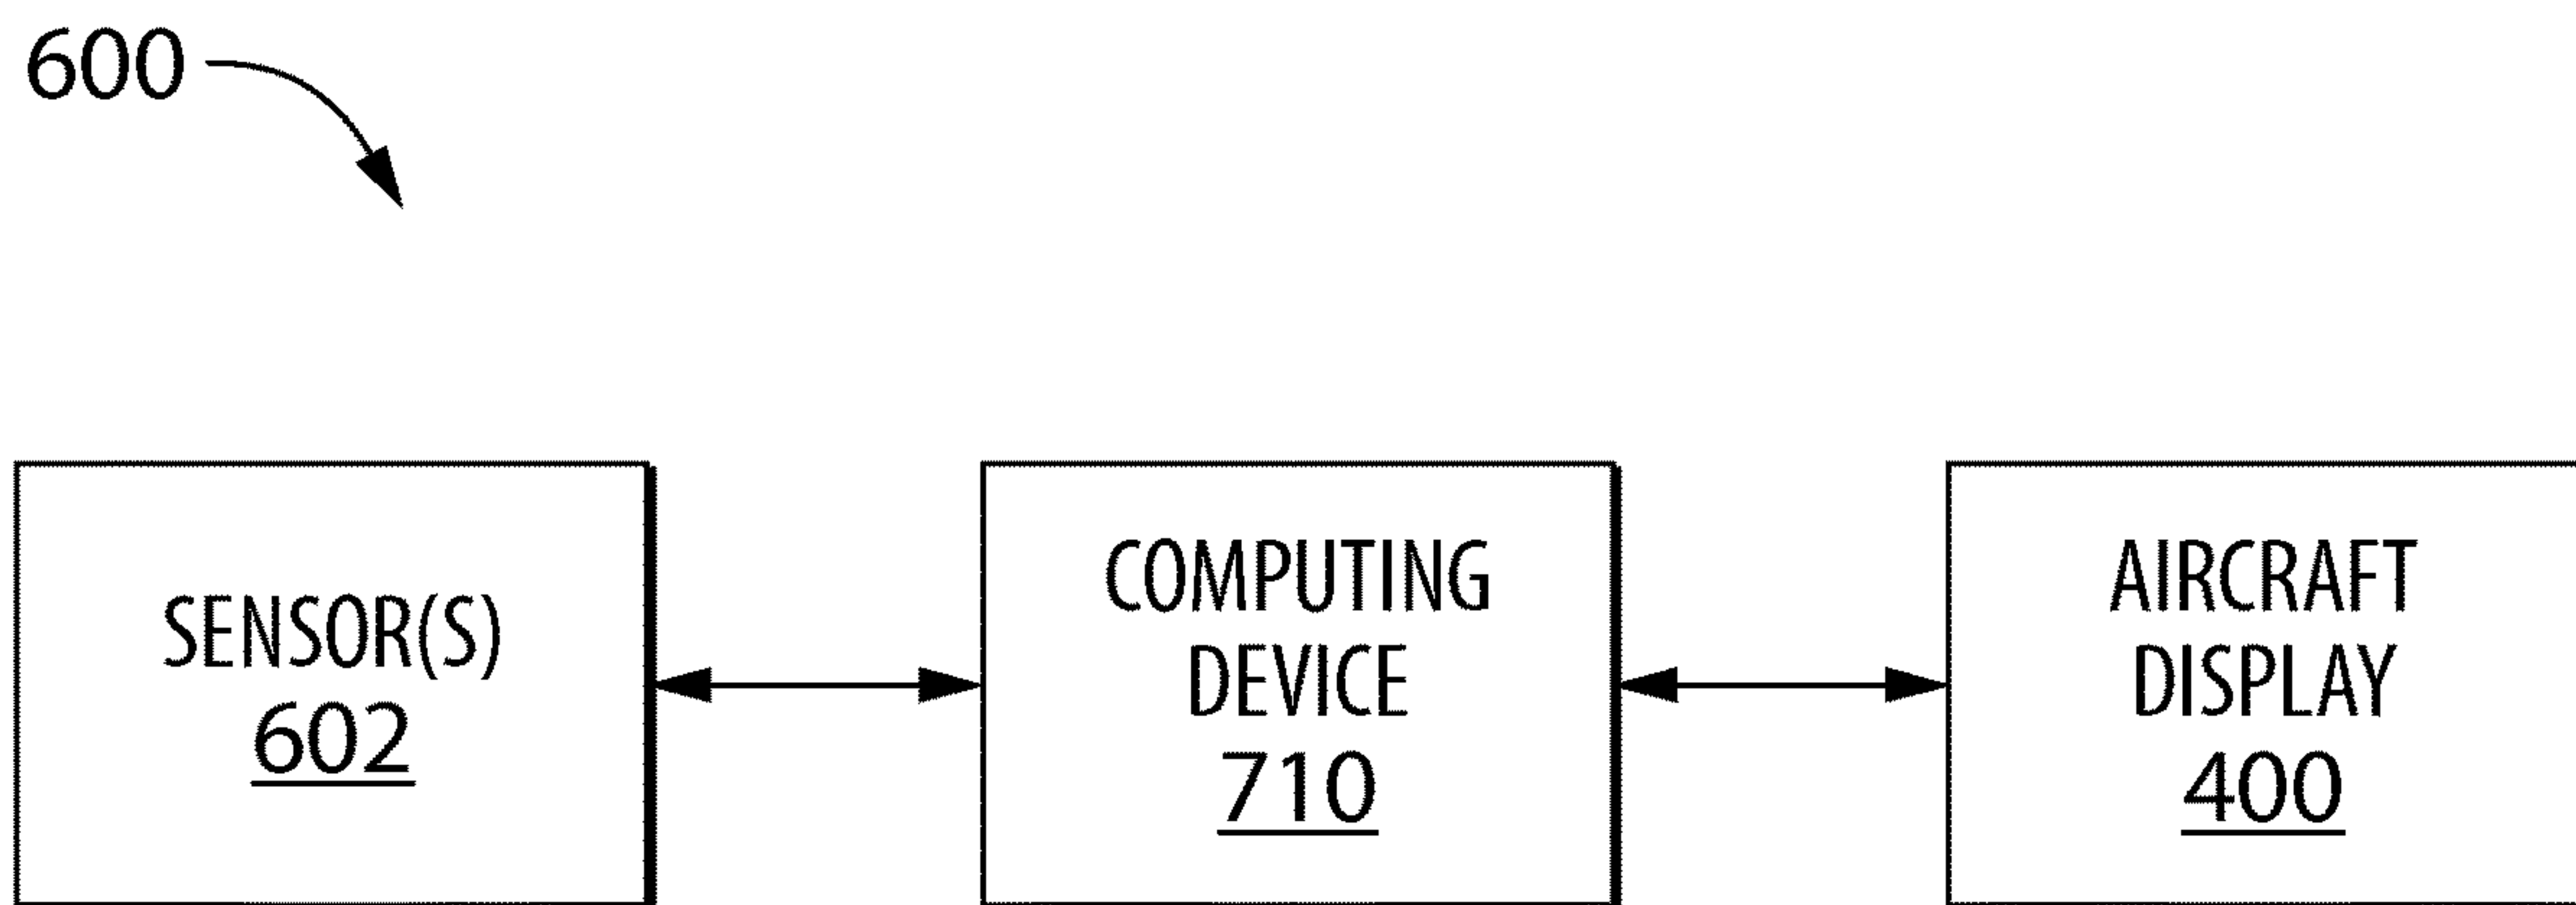 600
SENSOR(S)
602
COMPUTING
DEVICE
710
AIRCRAFT
DISPLAY
400